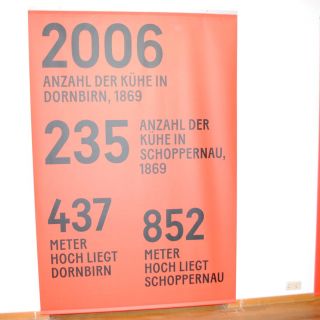 2006
ANZAHL DER KÜHE IN
DORNBIRN, 1869
235
ANZAHL DER
KÜHE IN
SCHOPPERNAU,
1869
437
METER
HOCH LIEGT
DORNBIRN
852
METER
HOCH LIEGT
SCHOPPERNAU